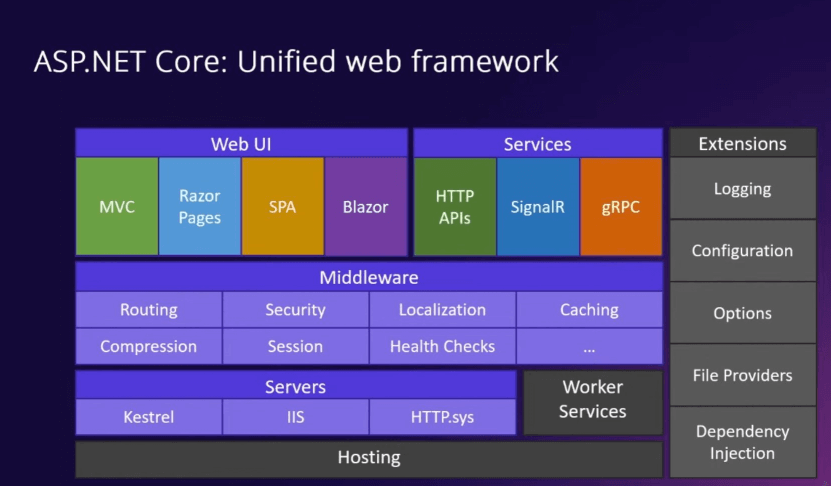 ASP.NET Core: Unified web framework
Web UI
Services
Extensions
MVC
Razor
Pages
SPA
Blazor
HTTP
APIs
SignalR
gRPC
Logging
Configuration
Options
File Providers
Dependency
Injection
Middleware
Routing
Security
Localization
Caching
Compression
Session
Health Checks
...
Servers
Kestrel
IIS
HTTP.sys
Worker
Services
Hosting